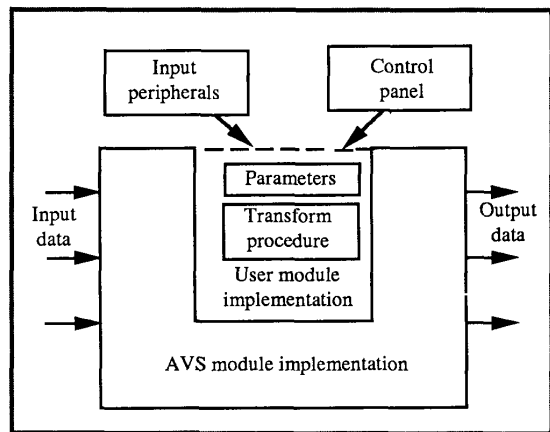 Input
peripherals
Control
panel
Parameters
Transform
procedure
User module
implementation
Input
data
Output
data
AVS module implementation